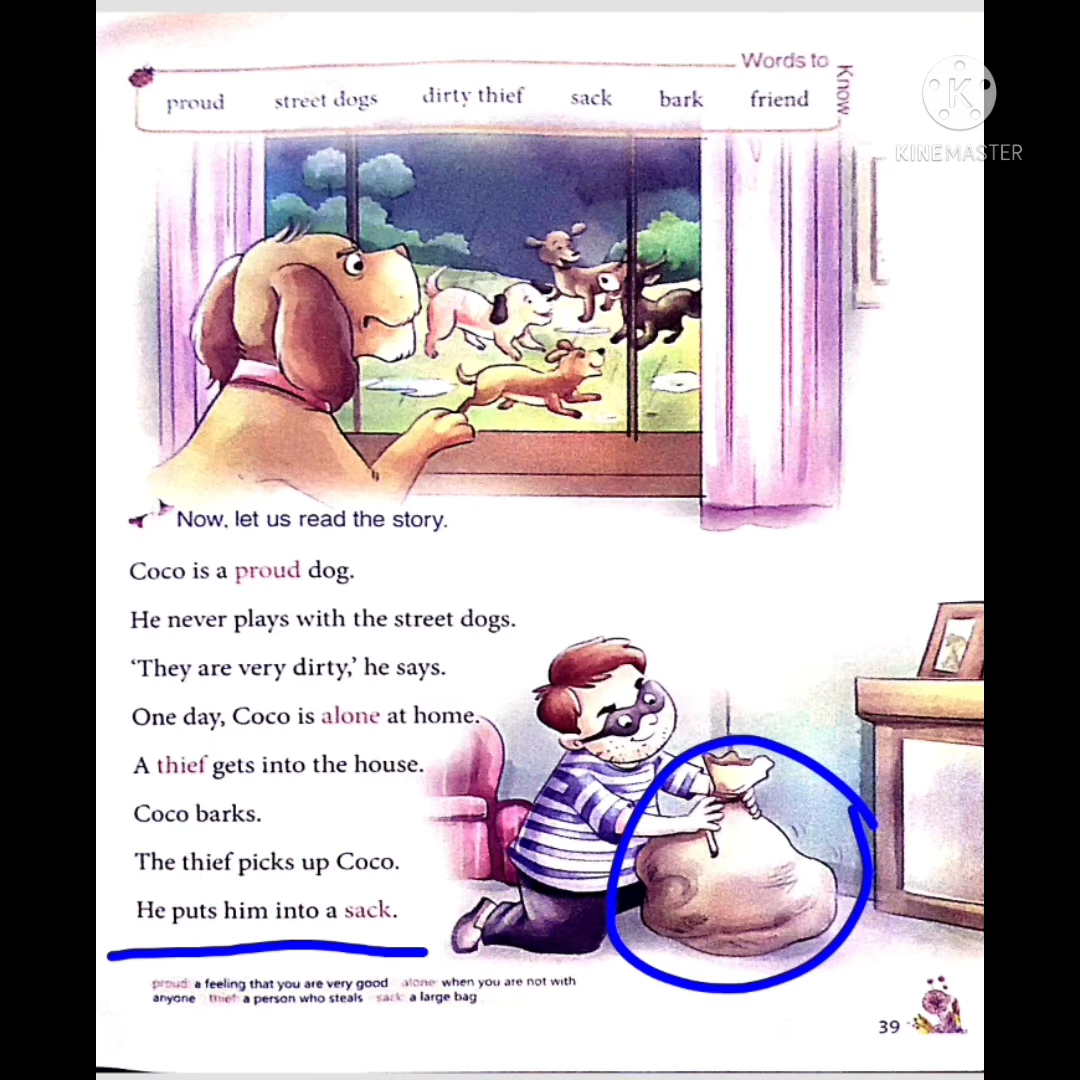 Words to
Know
proud street dogs dirty thief sack bark friend
KINEMASTER
Now, let us read the story.
Coco is a proud dog.
He never plays with the street dogs.
‘They are very dirty,’ he says.
One day, Coco is alone at home.
A thief gets into the house.
Coco barks.
The thief picks up Coco.
He puts him into a sack.
proud: a feeling that you are very good alone: when you are not with
anyone thief: a person who steals sack: a large bag
39